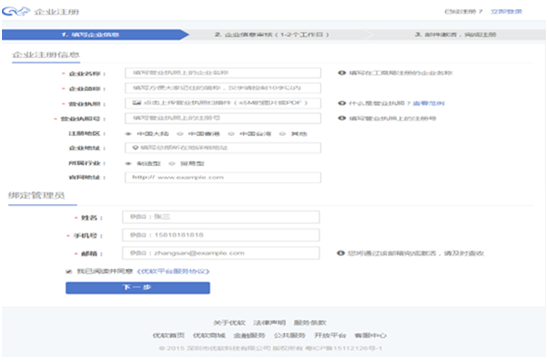 企业注册
已经注册？ 立即登录
1. 填写企业信息 2. 企业信息审核（1-2个工作日） 3. 邮件激活，完成注册
企业注册信息
* 企业名称： 填写营业执照上的企业名称 填写在工商局注册的企业名称
* 企业简称： 填写方便大家记住的简称，汉字请控制10字以内
* 营业执照： 点击上传营业执照扫描件（≤5M的图片或PDF） 什么是营业执照？查看范例
* 营业执照号： 填写营业执照上的注册号 填写营业执照上的注册号
注册地区： 中国大陆 中国香港 中国台湾 其他
企业地址： 填写您所在地详细地址
所属行业： 制造型 贸易型
官网地址： http:// www.example.com
绑定管理员
* 姓名： 例如：张三
* 手机号： 例如：15818181818
* 邮箱： 例如：zhangsan@example.com 您将通过该邮箱完成激活，请及时查收
我已阅读并同意《优软平台服务协议》
下一步
关于优软 法律声明 服务条款
优软首页 优软商城 金融服务 公共服务 开放平台 客服中心
© 2015 深圳市优软科技有限公司 版权所有 粤ICP备15112126号-1